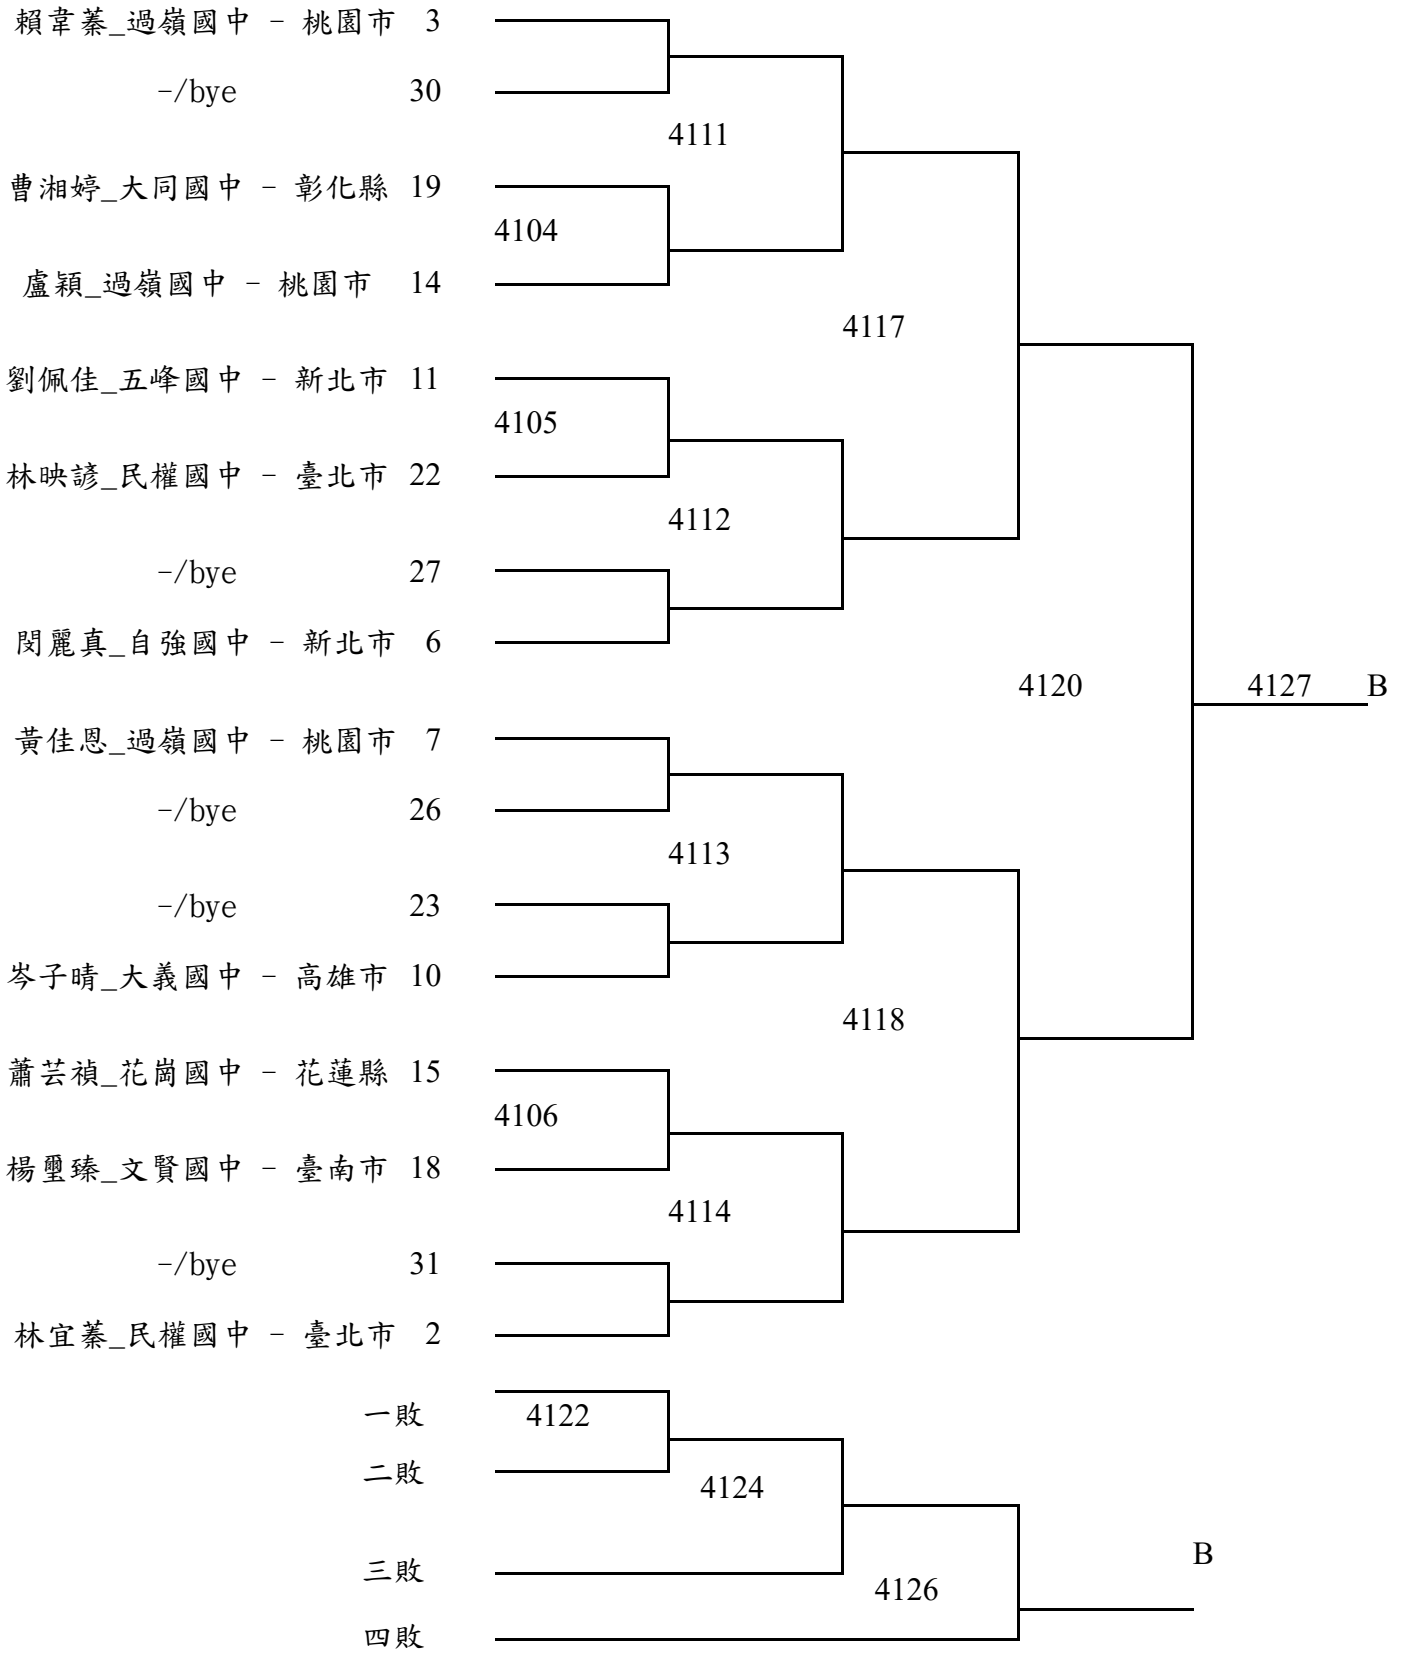 賴韋蓁_過嶺國中 - 桃園市 3
-/bye 30
4111
曹湘婷_大同國中 - 彰化縣 19
4104
盧穎_過嶺國中 - 桃園市 14
4117
劉佩佳_五峰國中 - 新北市 11
4105
林映諺_民權國中 - 臺北市 22
4112
-/bye 27
閔麗真_自強國中 - 新北市 6
4120 4127 B
黃佳恩_過嶺國中 - 桃園市 7
-/bye 26
4113
-/bye 23
岑子晴_大義國中 - 高雄市 10
4118
蕭芸禎_花崗國中 - 花蓮縣 15
4106
楊璽臻_文賢國中 - 臺南市 18
4114
-/bye 31
林宜蓁_民權國中 - 臺北市 2
一敗 4122
二敗
4124
B
三敗
4126
四敗